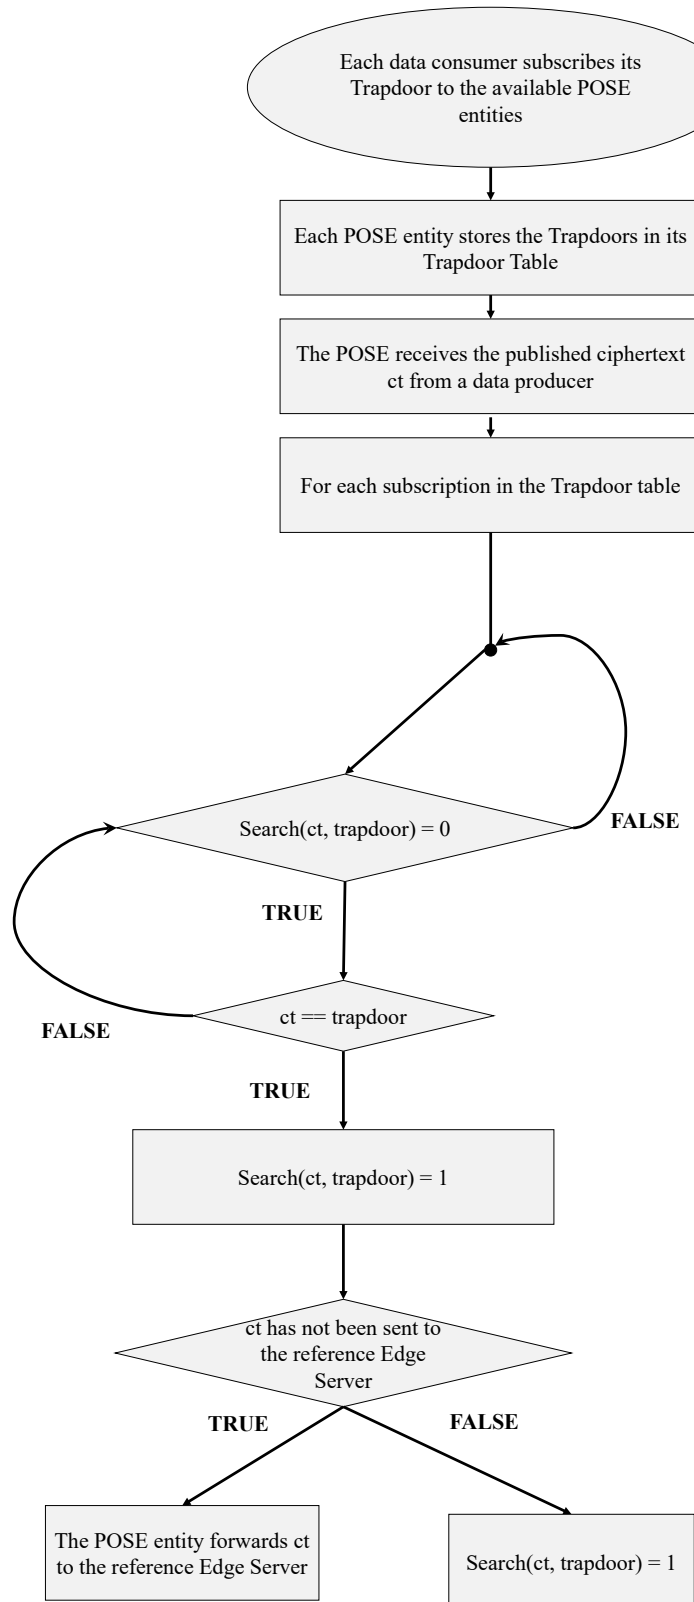 Each data consumer subscribes its
Trapdoor to the available POSE
entities
Each POSE entity stores the Trapdoors in its
Trapdoor Table
The POSE receives the published ciphertext
ct from a data producer
For each subscription in the Trapdoor table
Search(ct, trapdoor) = 0
FALSE
TRUE
ct == trapdoor
FALSE
TRUE
Search(ct, trapdoor) = 1
ct has not been sent to
the reference Edge
Server
TRUE
FALSE
The POSE entity forwards ct
to the reference Edge Server
Search(ct, trapdoor) = 1